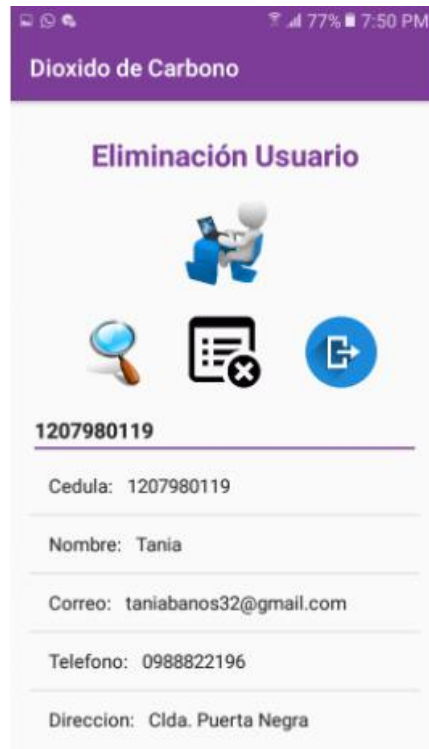 77% 7:50 PM
Dioxido de Carbono
Eliminación Usuario
1207980119
Cedula: 1207980119
Nombre: Tania
Correo: taniabanos32@gmail.com
Telefono: 0988822196
Direccion: Clda. Puerta Negra